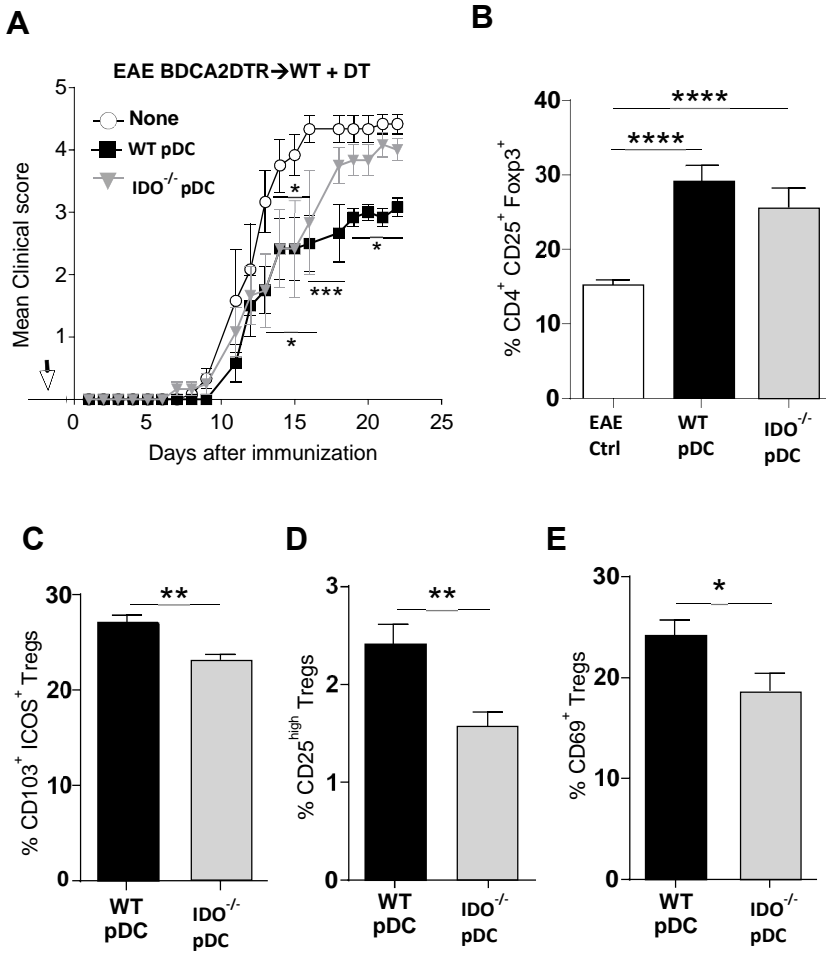 A
EAE BDCA2DTR→WT + DT
Mean Clinical score
5
4
3
2
1
None
WT pDC
IDO-/- pDC
*
*
***
*
0 5 10 15 20 25
Days after immunization
B
% CD4+ CD25+ Foxp3+
40
30
20
10
0
****
****
EAE Ctrl
WT pDC
IDO-/- pDC
C
% CD103+ ICOS+ Tregs
30
20
10
0
**
WT pDC
IDO-/- pDC
D
% CD25high Tregs
3
2
1
0
**
WT pDC
IDO-/- pDC
E
% CD69+ Tregs
30
20
10
0
*
WT pDC
IDO-/- pDC